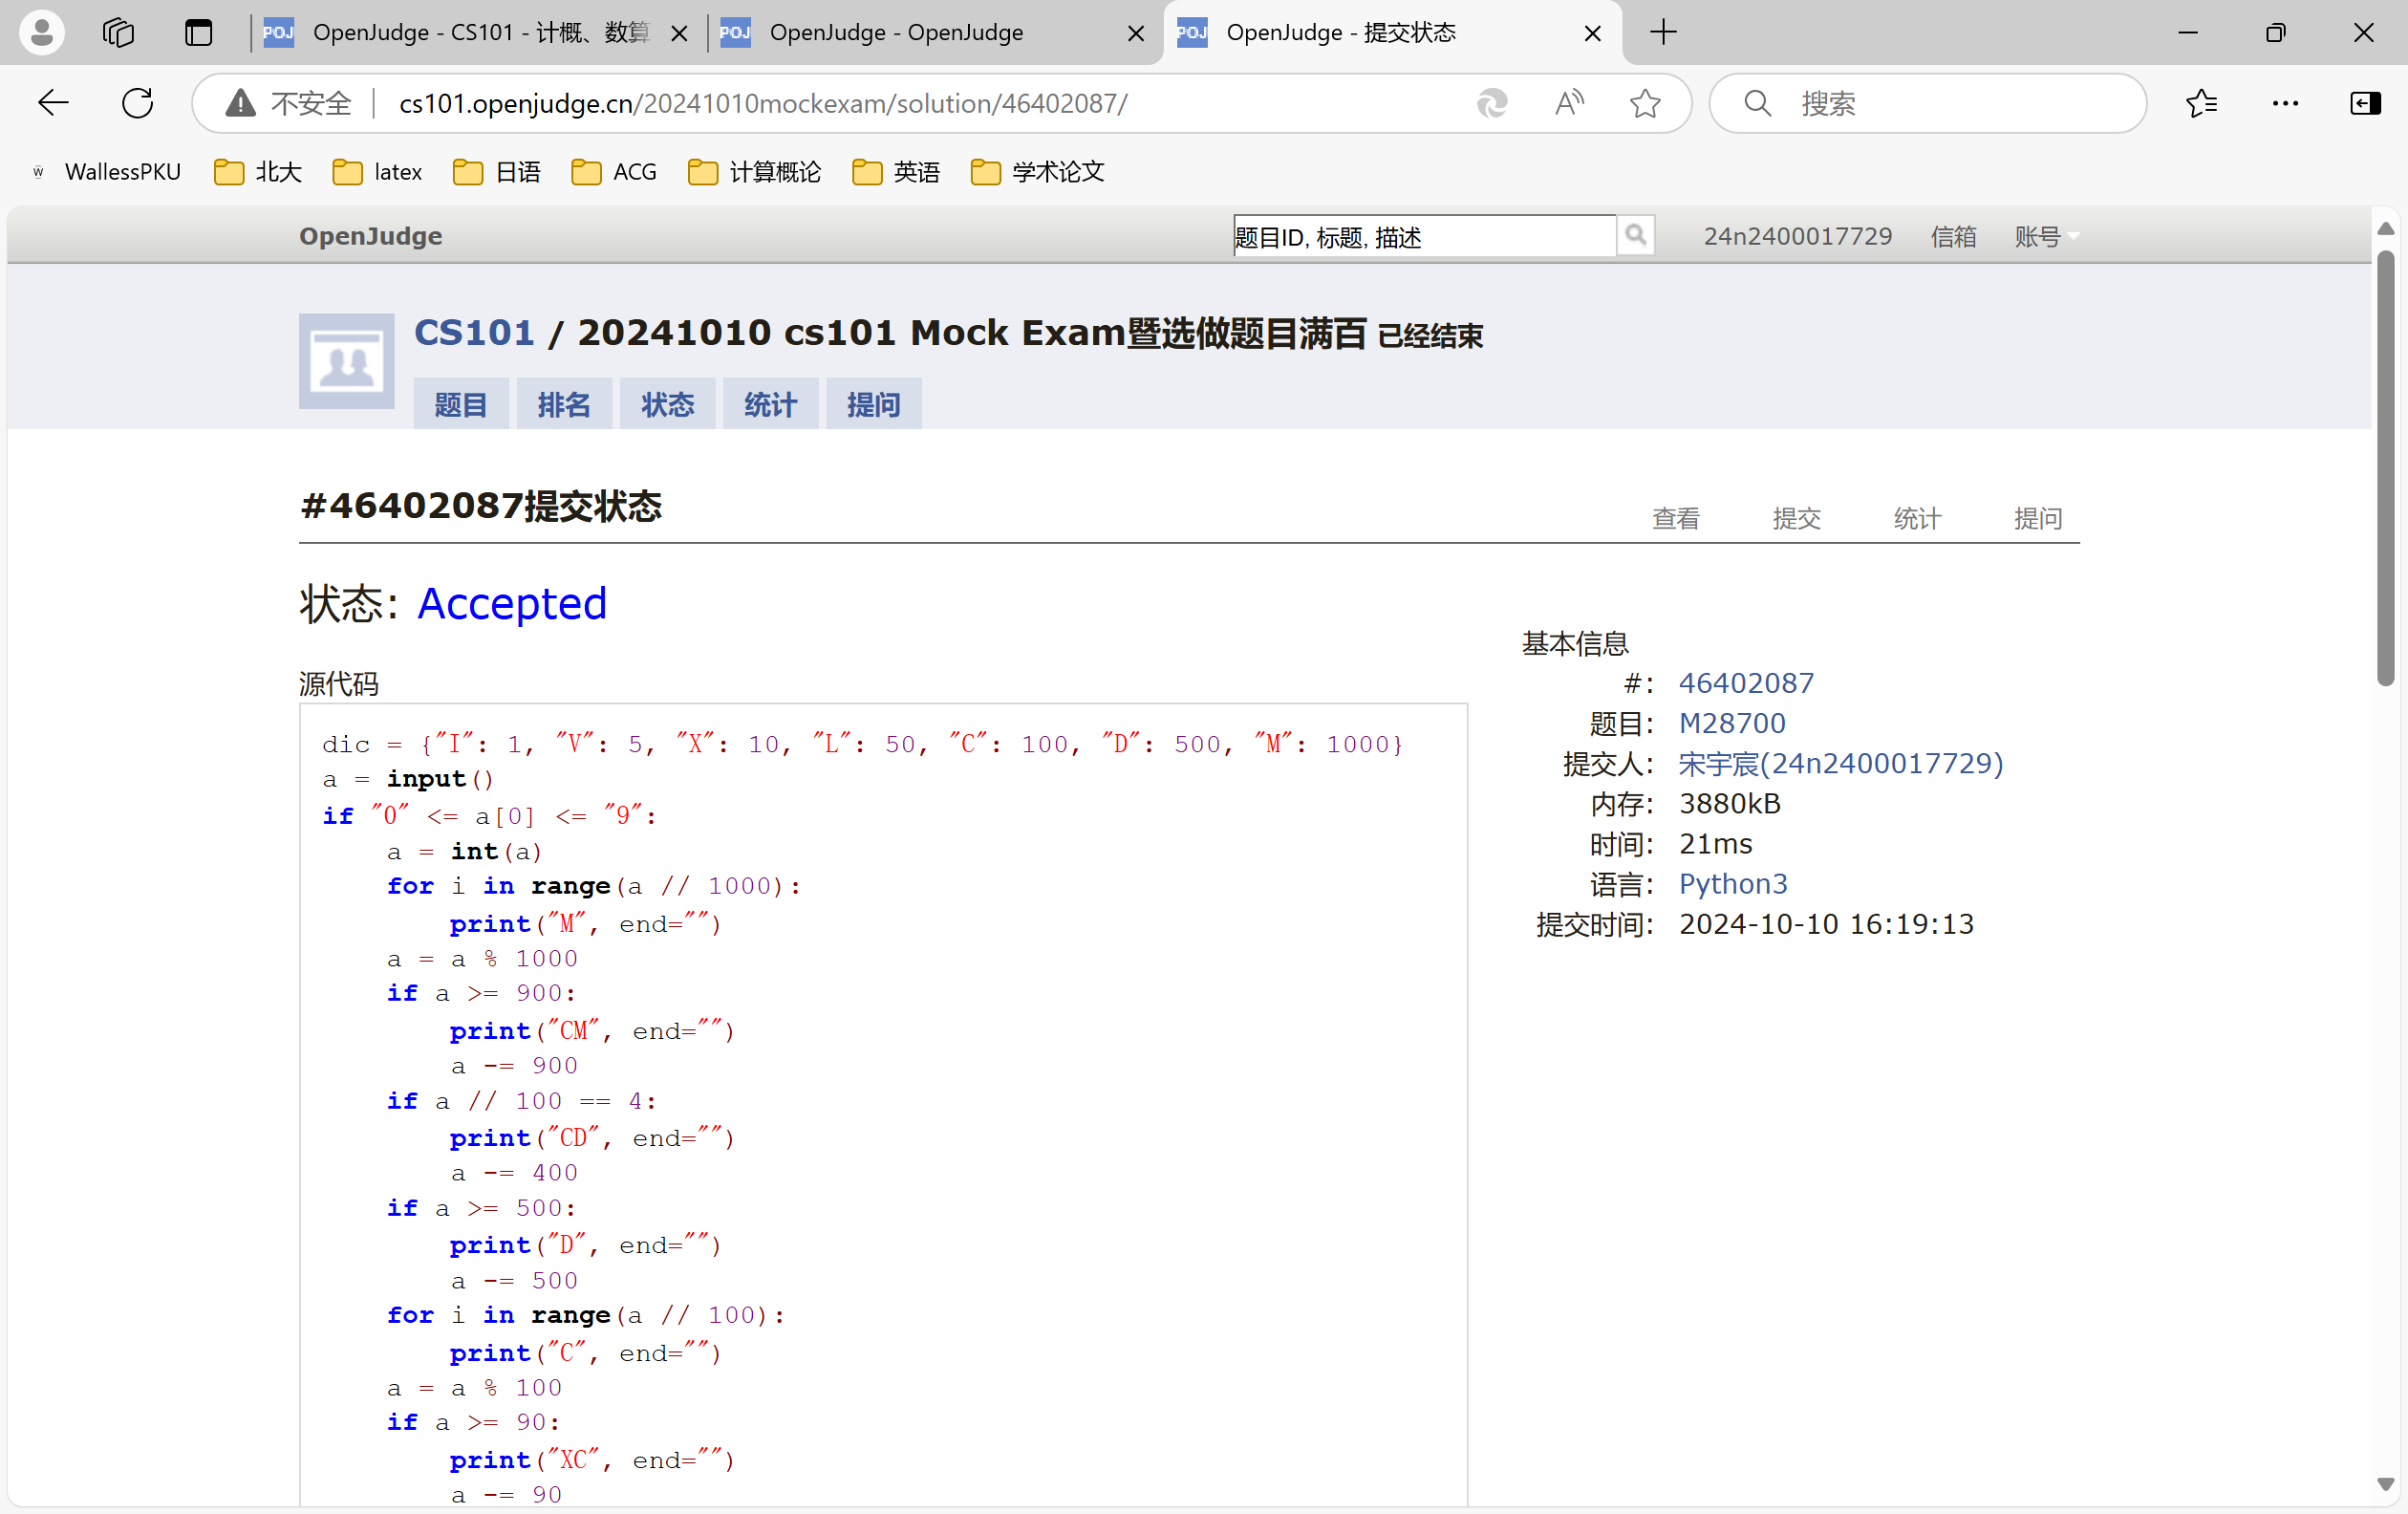 OpenJudge - CS101 - 计概、数算
OpenJudge - OpenJudge
OpenJudge - 提交状态
不安全
cs101.openjudge.cn/20241010mockexam/solution/46402087/
搜索
WallessPKU 北大 latex 日语 ACG 计算概论 英语 学术论文
OpenJudge
题目ID, 标题, 描述
24n2400017729 信箱 账号
CS101 / 20241010 cs101 Mock Exam暨选做题目满百 已经结束
题目 排名 状态 统计 提问
#46402087提交状态
查看 提交 统计 提问
状态: Accepted
源代码
dic = {"I": 1, "V": 5, "X": 10, "L": 50, "C": 100, "D": 500, "M": 1000}
a = input()
if "0" <= a[0] <= "9":
    a = int(a)
    for i in range(a // 1000):
        print("M", end="")
    a = a % 1000
    if a >= 900:
        print("CM", end="")
        a -= 900
    if a // 100 == 4:
        print("CD", end="")
        a -= 400
    if a >= 500:
        print("D", end="")
        a -= 500
    for i in range(a // 100):
        print("C", end="")
    a = a % 100
    if a >= 90:
        print("XC", end="")
        a -= 90
基本信息
#: 46402087
题目: M28700
提交人: 宋宇宸(24n2400017729)
内存: 3880kB
时间: 21ms
语言: Python3
提交时间: 2024-10-10 16:19:13